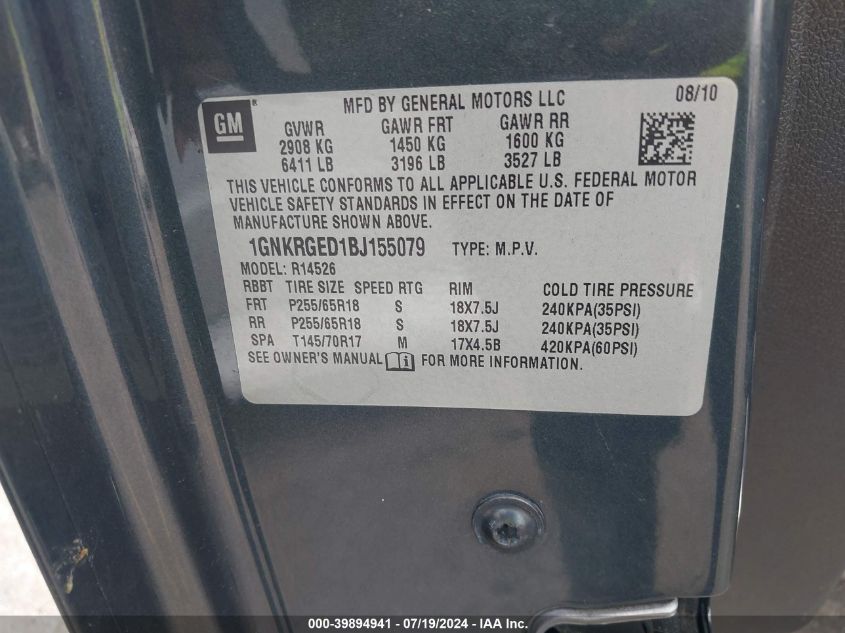 GM ® MFD BY GENERAL MOTORS LLC 08/10
GVWR GAWR FRT GAWR RR
2908 KG 1450 KG 1600 KG
6411 LB 3196 LB 3527 LB
THIS VEHICLE CONFORMS TO ALL APPLICABLE U.S. FEDERAL MOTOR
VEHICLE SAFETY STANDARDS IN EFFECT ON THE DATE OF
MANUFACTURE SHOWN ABOVE.
1GNKRGED1BJ155079 TYPE: M.P.V.
MODEL: R14526
RBBT TIRE SIZE SPEED RTG RIM COLD TIRE PRESSURE
FRT P255/65R18 S 18X7.5J 240KPA(35PSI)
RR P255/65R18 S 18X7.5J 240KPA(35PSI)
SPA T145/70R17 M 17X4.5B 420KPA(60PSI)
SEE OWNER'S MANUAL FOR MORE INFORMATION.
000-39894941 - 07/19/2024 - IAA Inc.